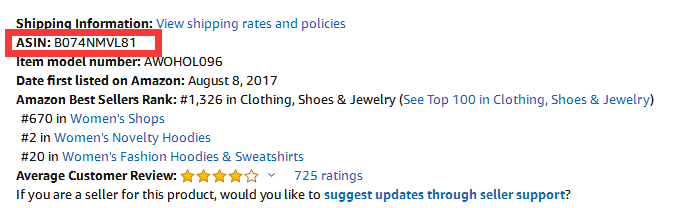 Shipping Information: View shipping rates and policies
ASIN: B074NMVL81
Item model number: AWOHOL096
Date first listed on Amazon: August 8, 2017
Amazon Best Sellers Rank: #1,326 in Clothing, Shoes & Jewelry (See Top 100 in Clothing, Shoes & Jewelry)
#670 in Women's Shops
#2 in Women's Novelty Hoodies
#20 in Women's Fashion Hoodies & Sweatshirts
Average Customer Review: 725 ratings
If you are a seller for this product, would you like to suggest updates through seller support?